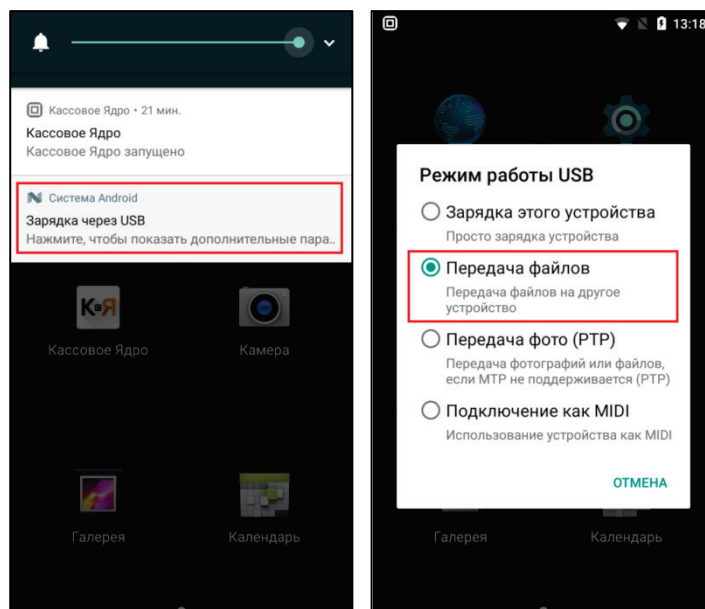 Кассовое Ядро • 21 мин.
Кассовое Ядро
Кассовое Ядро запущено
Система Android
Зарядка через USB
Нажмите, чтобы показать дополнительные пара..
К Я
Кассовое Ядро
Камера
Галерея
Календарь
13:18
Режим работы USB
Зарядка этого устройства
Просто зарядка устройства
Передача файлов
Передача файлов на другое
устройство
Передача фото (PTP)
Передача фотографий или файлов,
если MTP не поддерживается (PTP)
Подключение как MIDI
Использование устройства как MIDI
ОТМЕНА
Галерея
Календарь